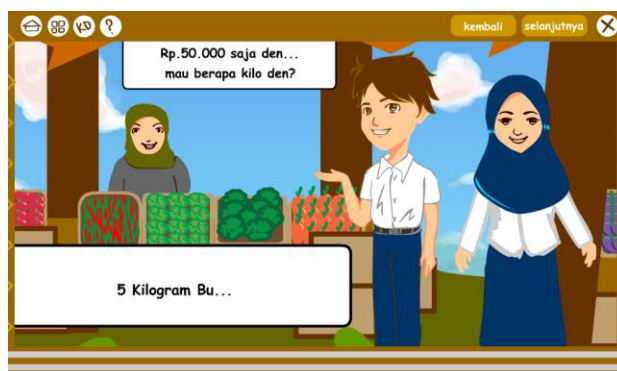 ?
kembali
selanjutnya
Rp.50.000 saja den...
mau berapa kilo den?
5 Kilogram Bu...